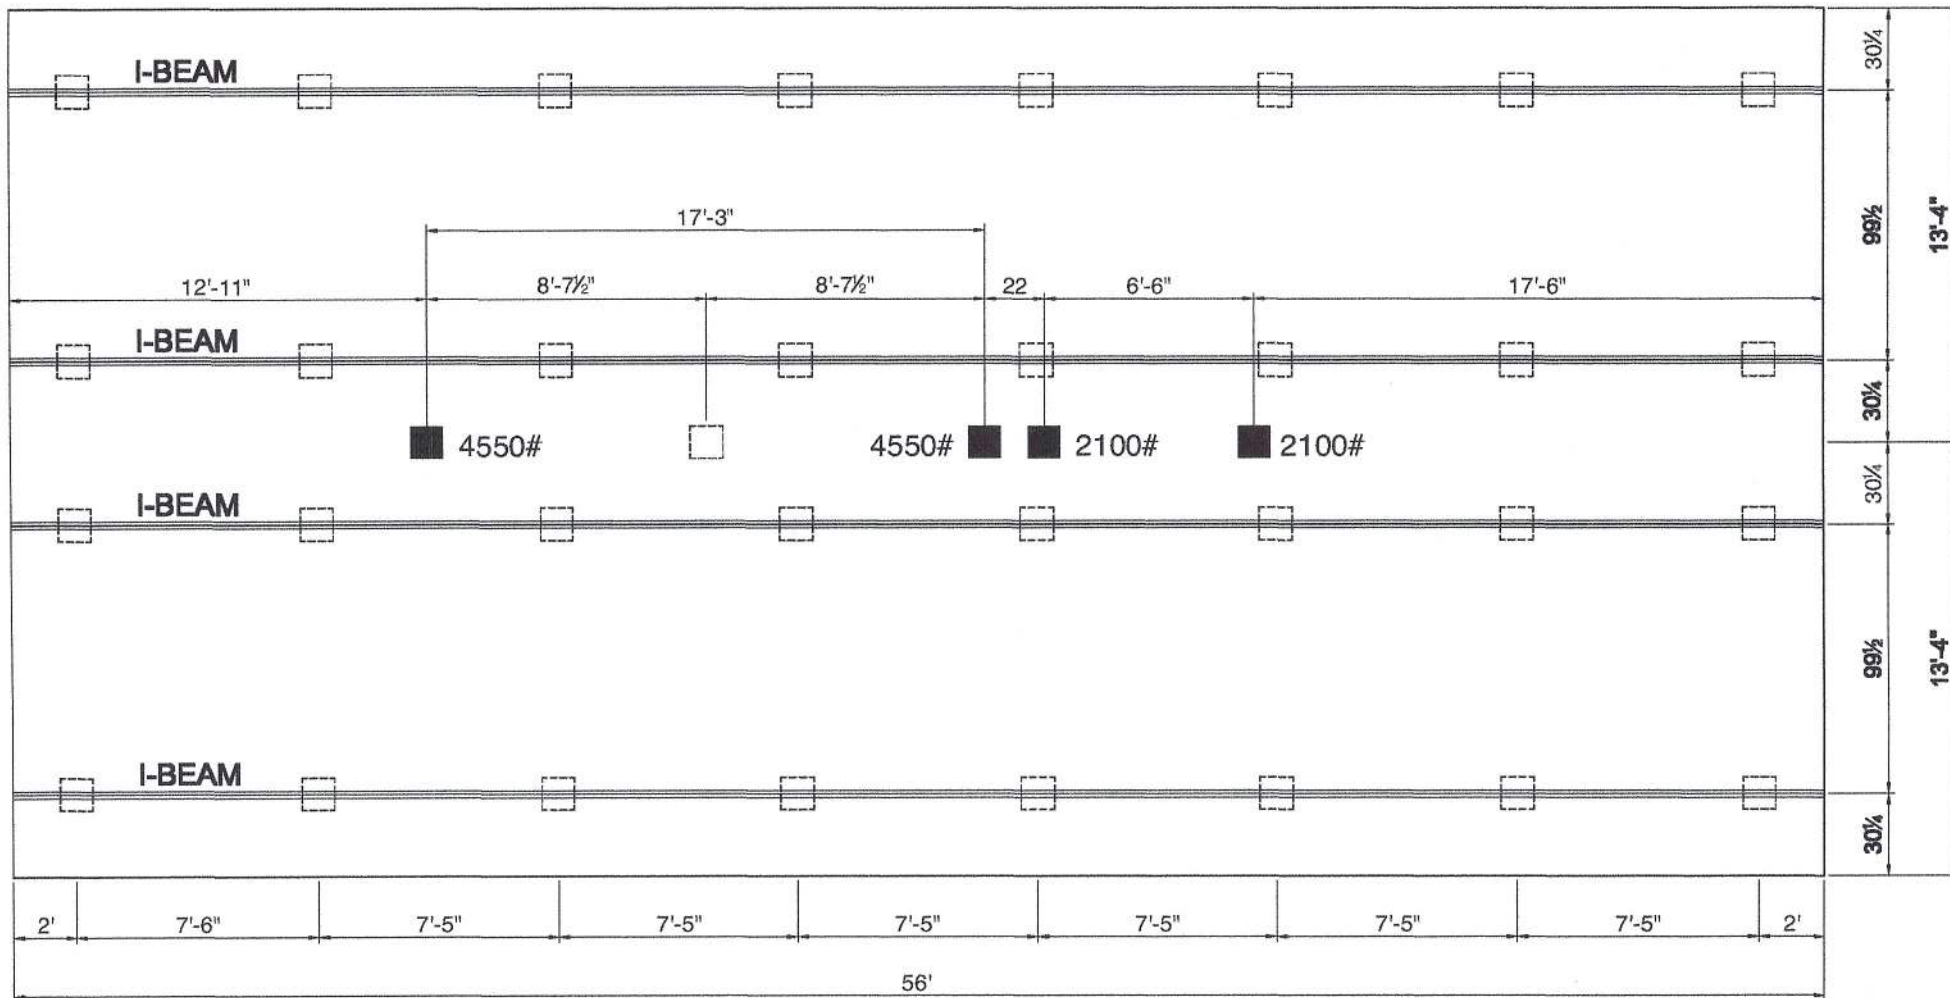 I-BEAM
30¼
99½
13'-4"
17'-3"
12'-11" 8'-7½" 8'-7½" 22 6'-6" 17'-6"
I-BEAM
30¼
4550# 4550# 2100# 2100#
30¼
I-BEAM
99½
13'-4"
I-BEAM
30¼
2' 7'-6" 7'-5" 7'-5" 7'-5" 7'-5" 7'-5" 7'-5" 2'
56'